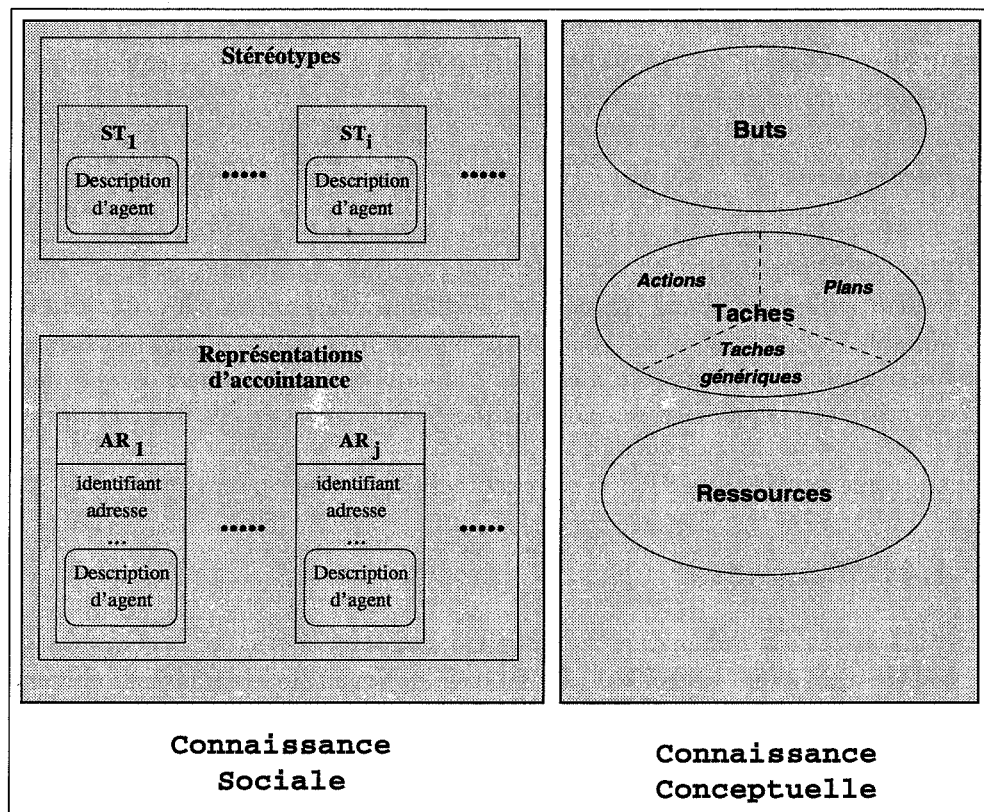 Stéréotypes
ST1
Description
d'agent
.....
STi
Description
d'agent
.....
Représentations
d'accointance
AR1
identifiant
adresse
...
Description
d'agent
.....
ARj
identifiant
adresse
...
Description
d'agent
.....
Connaissance
Sociale
Buts
Actions
Plans
Taches
Taches
génériques
Ressources
Connaissance
Conceptuelle